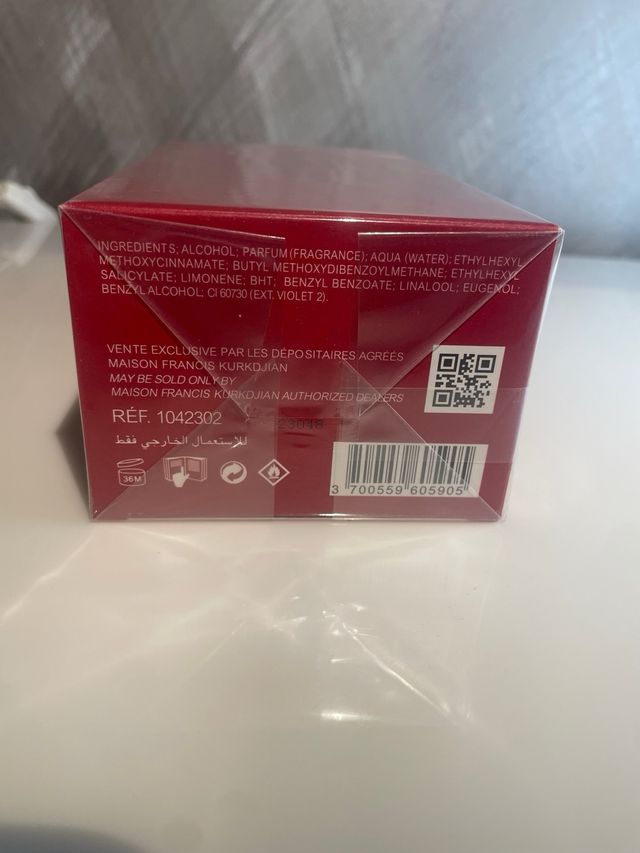 INGREDIENTS; ALCOHOL; PARFUM (FRAGRANCE); AQUA (WATER); ETHYLHEXYL
METHOXYCINNAMATE; BUTYL METHOXYDIBENZOYLMETHANE; ETHYLHEXYL
SALICYLATE; LIMONENE; BHT; BENZYL BENZOATE; LINALOOL; EUGENOL;
BENZYL ALCOHOL; CI 60730 (EXT. VIOLET 2).
VENTE EXCLUSIVE PAR LES DÉPOSITAIRES AGRÉÉS
MAISON FRANCIS KURKDJIAN
MAY BE SOLD ONLY BY
MAISON FRANCIS KURKDJIAN AUTHORIZED DEALERS
RÉF. 1042302
23048
للإستعمال الخارجي فقط
36M
3 700559 605905